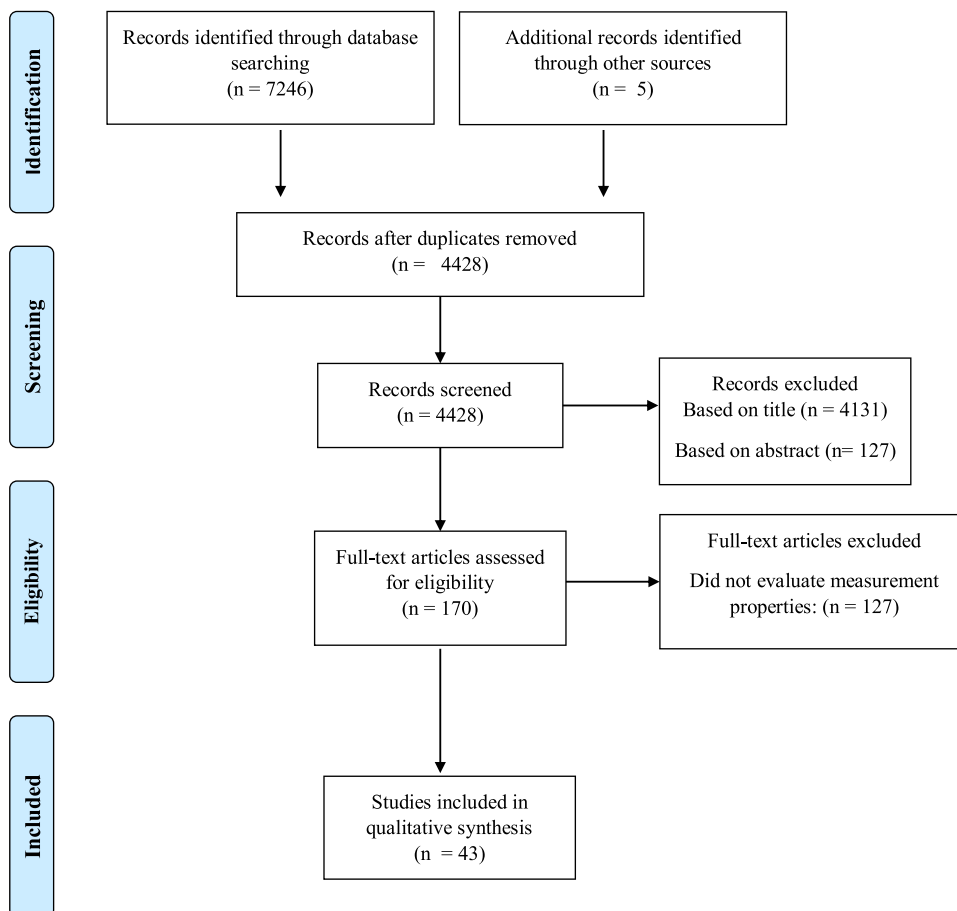 Identification
Records identified through database
searching
(n = 7246)
Additional records identified
through other sources
(n = 5)
Records after duplicates removed
(n = 4428)
Screening
Records screened
(n = 4428)
Records excluded
Based on title (n = 4131)
Based on abstract (n= 127)
Eligibility
Full-text articles assessed
for eligibility
(n = 170)
Full-text articles excluded
Did not evaluate measurement
properties: (n = 127)
Included
Studies included in
qualitative synthesis
(n = 43)